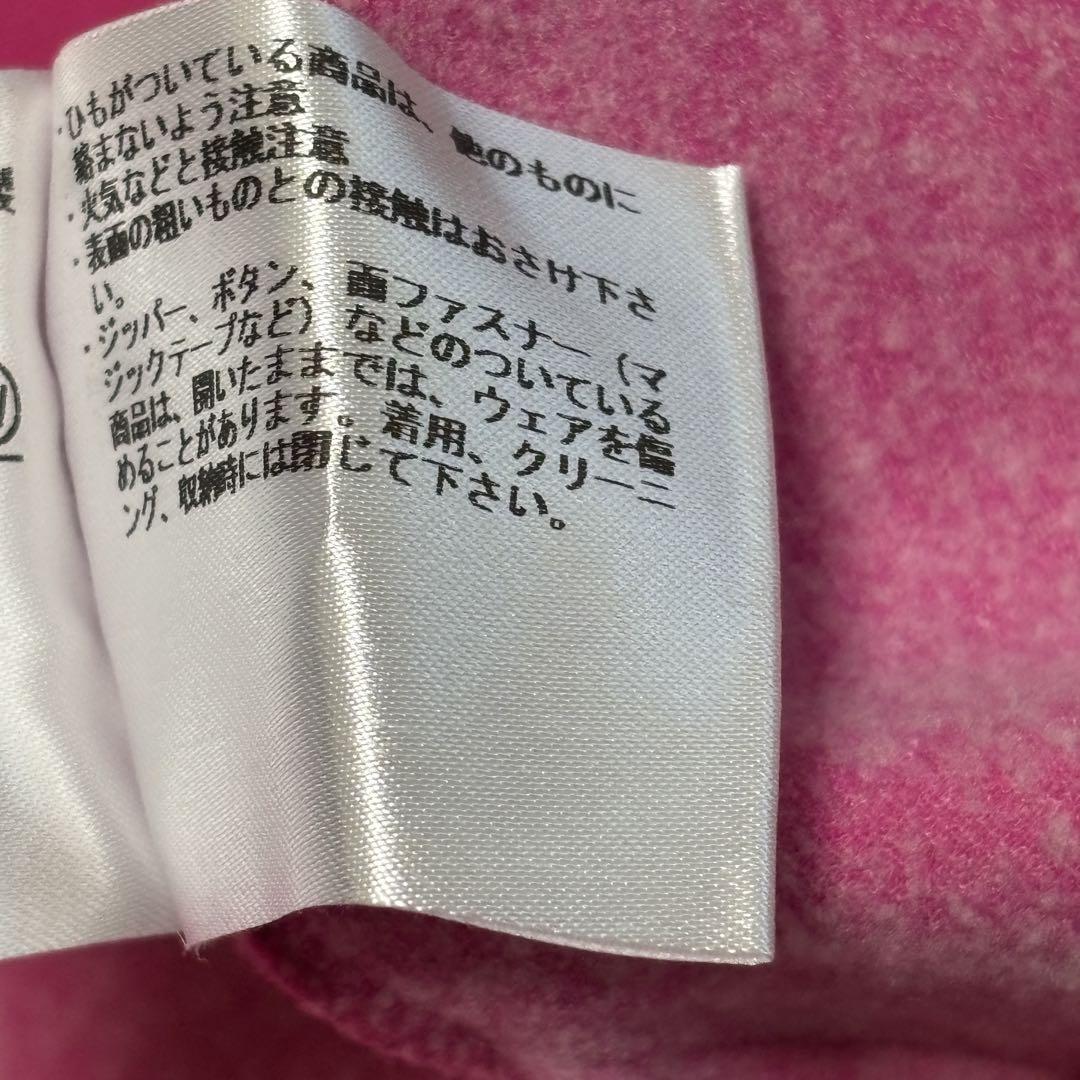 ・ひもがついている商品は、他のものに
絡まないよう注意
・火気などと接触注意
・表面の粗いものとの接触はおさけ下さ
い。
・ジッパー、ボタン、面ファスナー（マ
ジックテープなど）などのついている
商品は、開いたままでは、ウェアを傷
めることがあります。着用、クリーニ
ング、収納時には閉じて下さい。
製